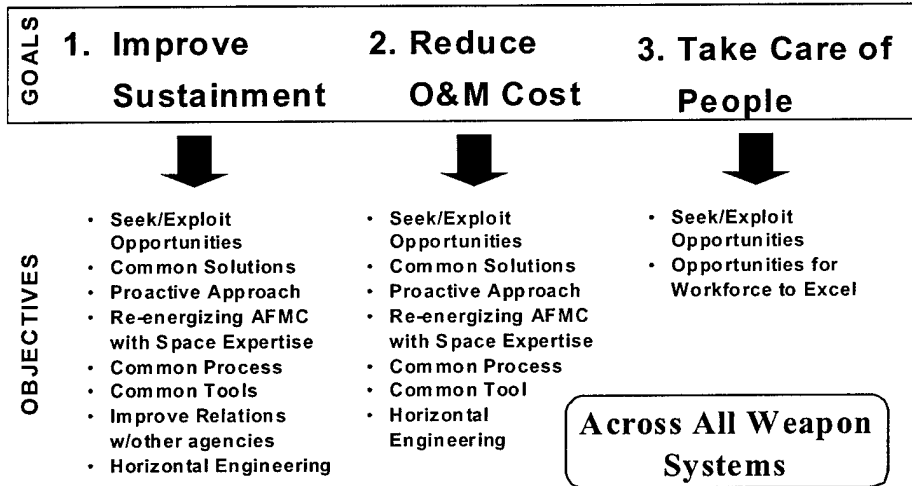 GOALS
1. Improve
Sustainment
2. Reduce
O&M Cost
3. Take Care of
People
OBJECTIVES
• Seek/Exploit
Opportunities
• Common Solutions
• Proactive Approach
• Re-energizing AFMC
with Space Expertise
• Common Process
• Common Tools
• Improve Relations
w/other agencies
• Horizontal Engineering
• Seek/Exploit
Opportunities
• Common Solutions
• Proactive Approach
• Re-energizing AFMC
with Space Expertise
• Common Process
• Common Tool
• Horizontal
Engineering
• Seek/Exploit
Opportunities
• Opportunities for
Workforce to Excel
Across All Weapon
Systems